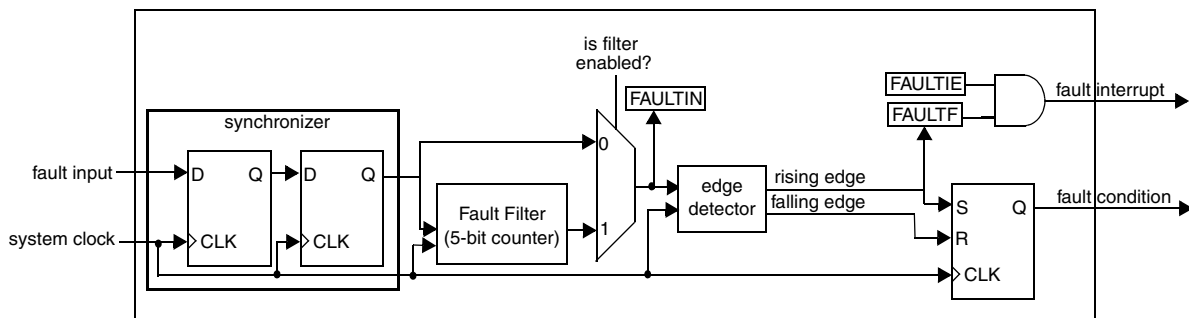 is filter
enabled?
FAULTIE
FAULTIN
FAULTF
fault interrupt
synchronizer
0
fault input
D Q
D Q
edge
detector
rising edge
falling edge
Fault Filter
(5-bit counter)
1
S Q
fault condition
system clock
CLK
CLK
R
CLK